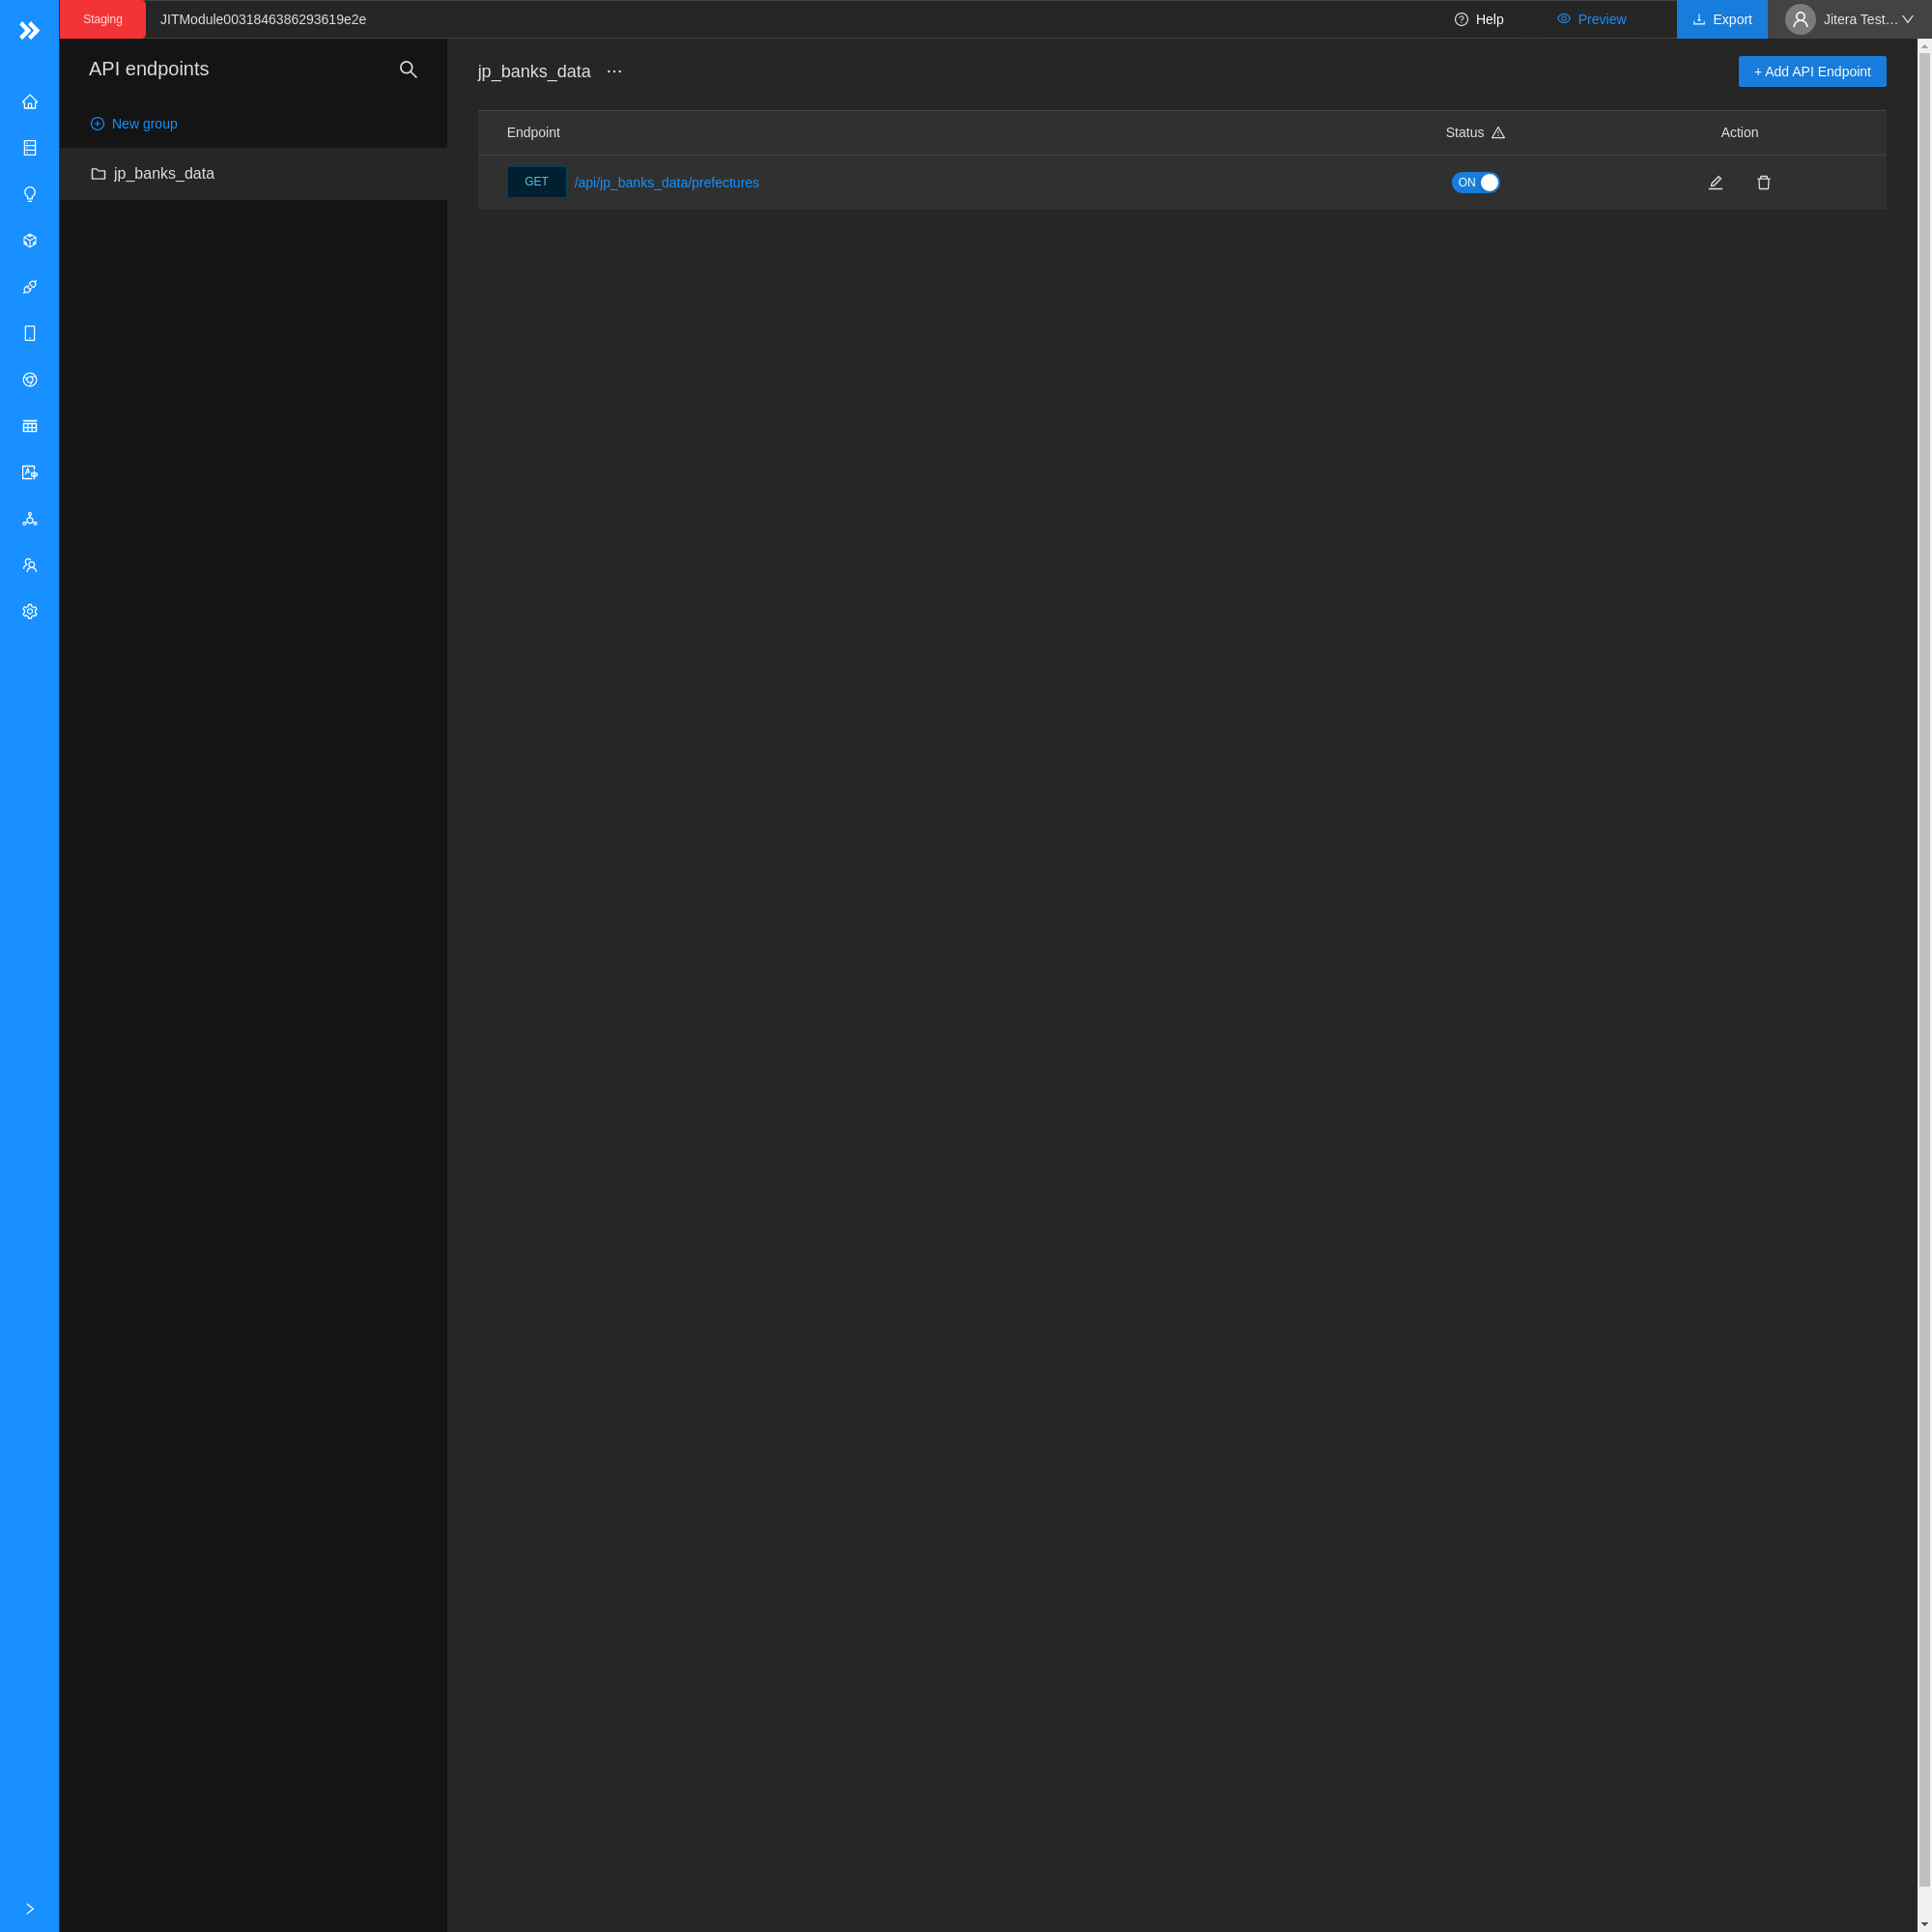 Staging
JITModule0031846386293619e2e
Help
Preview
Export
Jitera Test...
API endpoints
New group
jp_banks_data
jp_banks_data ...
+ Add API Endpoint
Endpoint Status Action
GET /api/jp_banks_data/prefectures ON